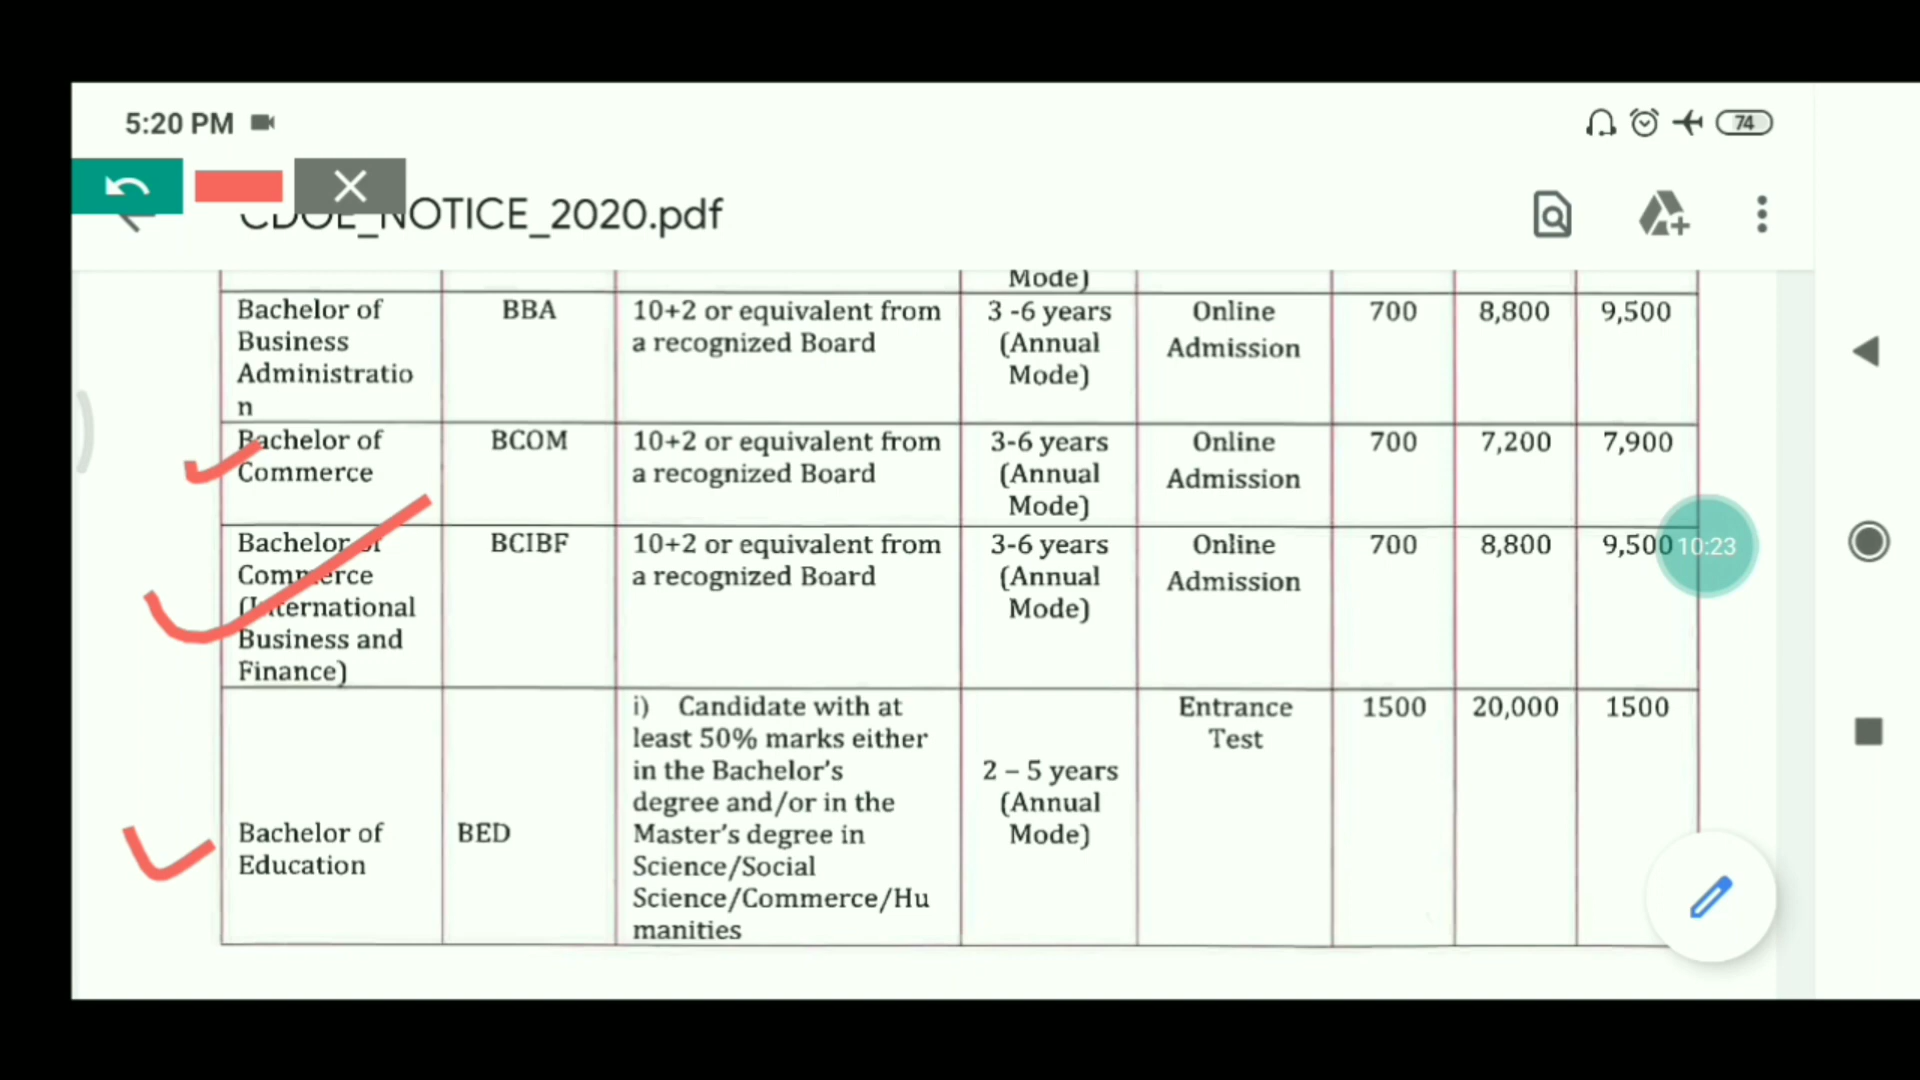 5:20 PM
74
CDOE_NOTICE_2020.pdf
Mode)
Bachelor of
Business
Administratio
n
BBA
10+2 or equivalent from
a recognized Board
3 -6 years
(Annual
Mode)
Online
Admission
700
8,800
9,500
Bachelor of
Commerce
BCOM
10+2 or equivalent from
a recognized Board
3-6 years
(Annual
Mode)
Online
Admission
700
7,200
7,900
Bachelor of
Commerce
(International
Business and
Finance)
BCIBF
10+2 or equivalent from
a recognized Board
3-6 years
(Annual
Mode)
Online
Admission
700
8,800
9,500
10:23
Bachelor of
Education
BED
i) Candidate with at
least 50% marks either
in the Bachelor's
degree and/or in the
Master's degree in
Science/Social
Science/Commerce/Hu
manities
2 – 5 years
(Annual
Mode)
Entrance
Test
1500
20,000
1500